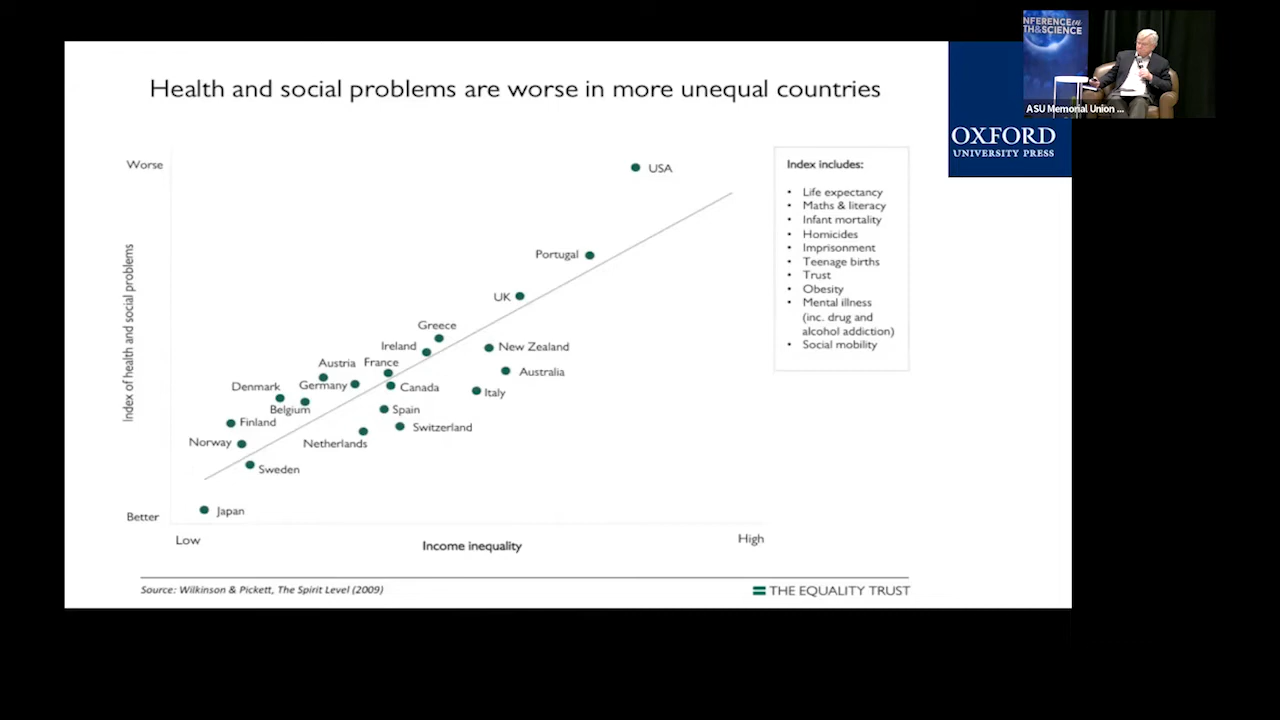 Health and social problems are worse in more unequal countries
Worse
Index of health and social problems
Better
Low
Income inequality
High
USA
Portugal
UK
Greece
Ireland
New Zealand
Austria
France
Australia
Denmark
Germany
Canada
Italy
Belgium
Spain
Finland
Switzerland
Norway
Netherlands
Sweden
Japan
Index includes:
• Life expectancy
• Maths & literacy
• Infant mortality
• Homicides
• Imprisonment
• Teenage births
• Trust
• Obesity
• Mental illness
(inc. drug and
alcohol addiction)
• Social mobility
Source: Wilkinson & Pickett, The Spirit Level (2009)
THE EQUALITY TRUST
OXFORD
UNIVERSITY PRESS
NFERENCE in
TH&SCIENCE
ASU Memorial Union ...